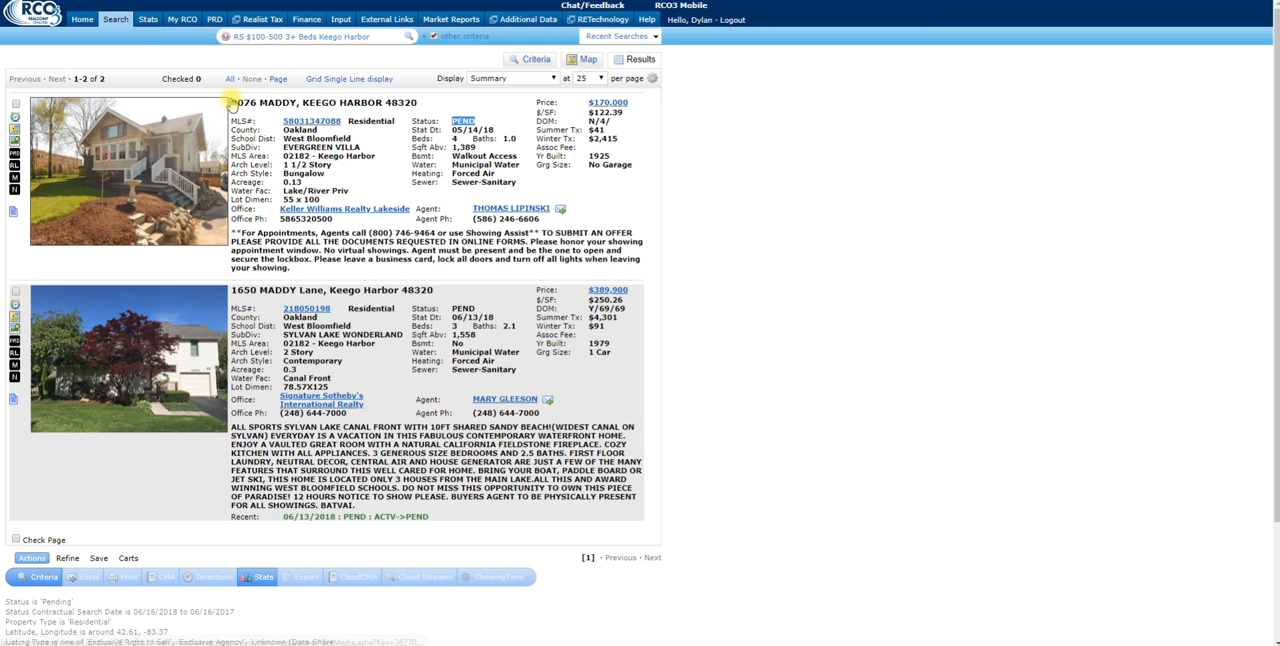 Chat/Feedback RCO3 Mobile
RCO3
REALCOMP
ONLINE
Home Search Stats My RCO PRD Realist Tax Finance Input External Links Market Reports Additional Data RETechnology Help Hello, Dylan · Logout
RS $100-500 3+ Beds Keego Harbor + other criteria Recent Searches
Criteria Map Results
Previous · Next · 1-2 of 2 Checked 0 All · None · Page Grid Single Line display Display Summary at 25 per page
076 MADDY, KEEGO HARBOR 48320 Price: $170,000
$/SF: $122.39
MLS#: 58031347088 Residential Status: PEND DOM: N/4/
County: Oakland Stat Dt: 05/14/18 Summer Tx: $41
School Dist: West Bloomfield Beds: 4 Baths: 1.0 Winter Tx: $2,415
SubDiv: EVERGREEN VILLA Sqft Abv: 1,389 Assoc Fee:
MLS Area: 02182 - Keego Harbor Bsmt: Walkout Access Yr Built: 1925
Arch Level: 1 1/2 Story Water: Municipal Water Grg Size: No Garage
Arch Style: Bungalow Heating: Forced Air
Acreage: 0.13 Sewer: Sewer-Sanitary
Water Fac: Lake/River Priv
Lot Dimen: 55 x 100
Office: Keller Williams Realty Lakeside Agent: THOMAS LIPINSKI
Office Ph: 5865320500 Agent Ph: (586) 246-6606
**For Appointments, Agents call (800) 746-9464 or use Showing Assist** TO SUBMIT AN OFFER
PLEASE PROVIDE ALL THE DOCUMENTS REQUESTED IN ONLINE FORMS. Please honor your showing
appointment window. No virtual showings. Agent must be present and be the one to open and
secure the lockbox. Please leave a business card, lock all doors and turn off all lights when leaving
your showing.
PRD
RL
M
N
1650 MADDY Lane, Keego Harbor 48320 Price: $389,900
$/SF: $250.26
MLS#: 218050198 Residential Status: PEND DOM: Y/69/69
County: Oakland Stat Dt: 06/13/18 Summer Tx: $4,301
School Dist: West Bloomfield Beds: 3 Baths: 2.1 Winter Tx: $91
SubDiv: SYLVAN LAKE WONDERLAND Sqft Abv: 1,558 Assoc Fee:
MLS Area: 02182 - Keego Harbor Bsmt: No Yr Built: 1979
Arch Level: 2 Story Water: Municipal Water Grg Size: 1 Car
Arch Style: Contemporary Heating: Forced Air
Acreage: 0.3 Sewer: Sewer-Sanitary
Water Fac: Canal Front
Lot Dimen: 78.57X125
Office: Signature Sotheby's
International Realty Agent: MARY GLEESON
Office Ph: (248) 644-7000 Agent Ph: (248) 644-7000
ALL SPORTS SYLVAN LAKE CANAL FRONT WITH 10FT SHARED SANDY BEACH!(WIDEST CANAL ON
SYLVAN) EVERYDAY IS A VACATION IN THIS FABULOUS CONTEMPORARY WATERFRONT HOME.
ENJOY A VAULTED GREAT ROOM WITH A NATURAL CALIFORNIA FIELDSTONE FIREPLACE. COZY
KITCHEN WITH ALL APPLIANCES. 3 GENEROUS SIZE BEDROOMS AND 2.5 BATHS. FIRST FLOOR
LAUNDRY, NEUTRAL DECOR, CENTRAL AIR AND HOUSE GENERATOR ARE JUST A FEW OF THE MANY
FEATURES THAT SURROUND THIS WELL CARED FOR HOME. BRING YOUR BOAT, PADDLE BOARD OR
JET SKI, THIS HOME IS LOCATED ONLY 3 HOUSES FROM THE MAIN LAKE.ALL THIS AND AWARD
WINNING WEST BLOOMFIELD SCHOOLS. DO NOT MISS THIS OPPORTUNITY TO OWN THIS PIECE
OF PARADISE! 12 HOURS NOTICE TO SHOW PLEASE. BUYERS AGENT TO BE PHYSICALLY PRESENT
FOR ALL SHOWINGS. BATVAI.
Recent: 06/13/2018 : PEND : ACTV->PEND
PRD
RL
M
N
Check Page
Actions Refine Save Carts [1] · Previous · Next
Criteria Email Print CMA Directions Stats Export CloudCMA Cloud Streams ShowingTime
Status is 'Pending'
Status Contractual Search Date is 06/16/2018 to 06/16/2017
Property Type is 'Residential'
Latitude, Longitude is around 42.61, -83.37